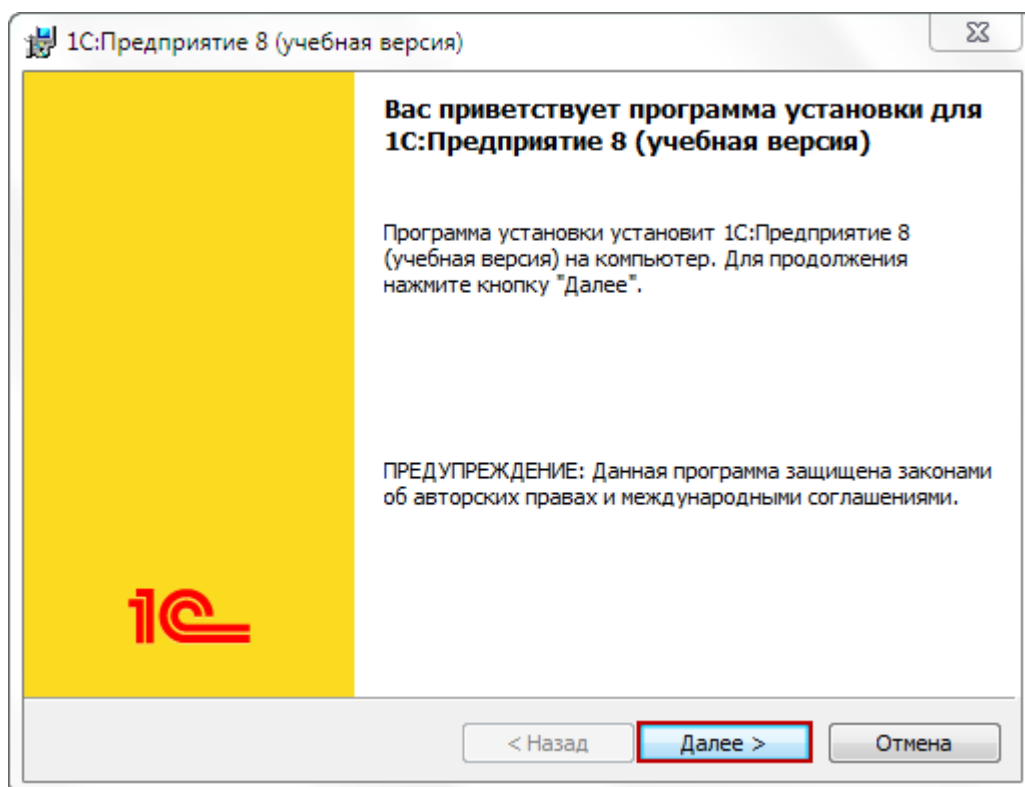 1С:Предприятие 8 (учебная версия)
Вас приветствует программа установки для
1С:Предприятие 8 (учебная версия)
Программа установки установит 1С:Предприятие 8
(учебная версия) на компьютер. Для продолжения
нажмите кнопку "Далее".
ПРЕДУПРЕЖДЕНИЕ: Данная программа защищена законами
об авторских правах и международными соглашениями.
1С
< Назад
Далее >
Отмена